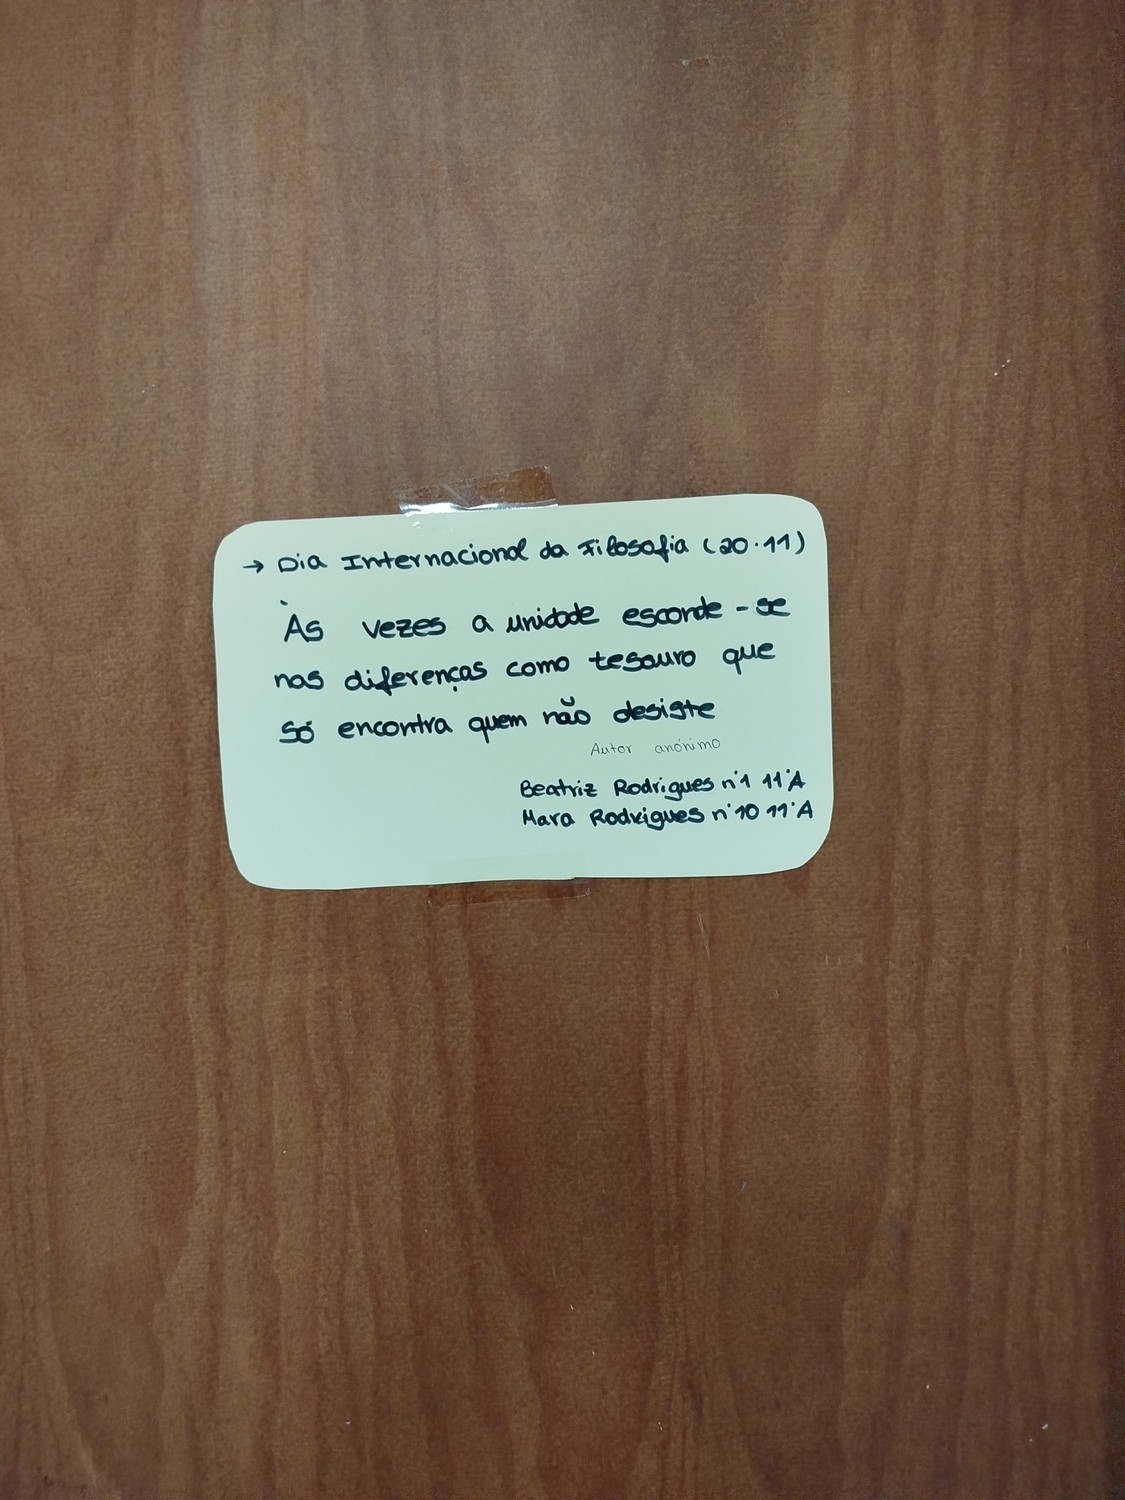 → Dia Internacional da Filosofia (20.11)
Às vezes a unidade esconde-se
nas diferenças como tesouro que
só encontra quem não desiste
Autor anónimo
Beatriz Rodrigues nº1 11ºA
Mara Rodrigues nº10 11ºA